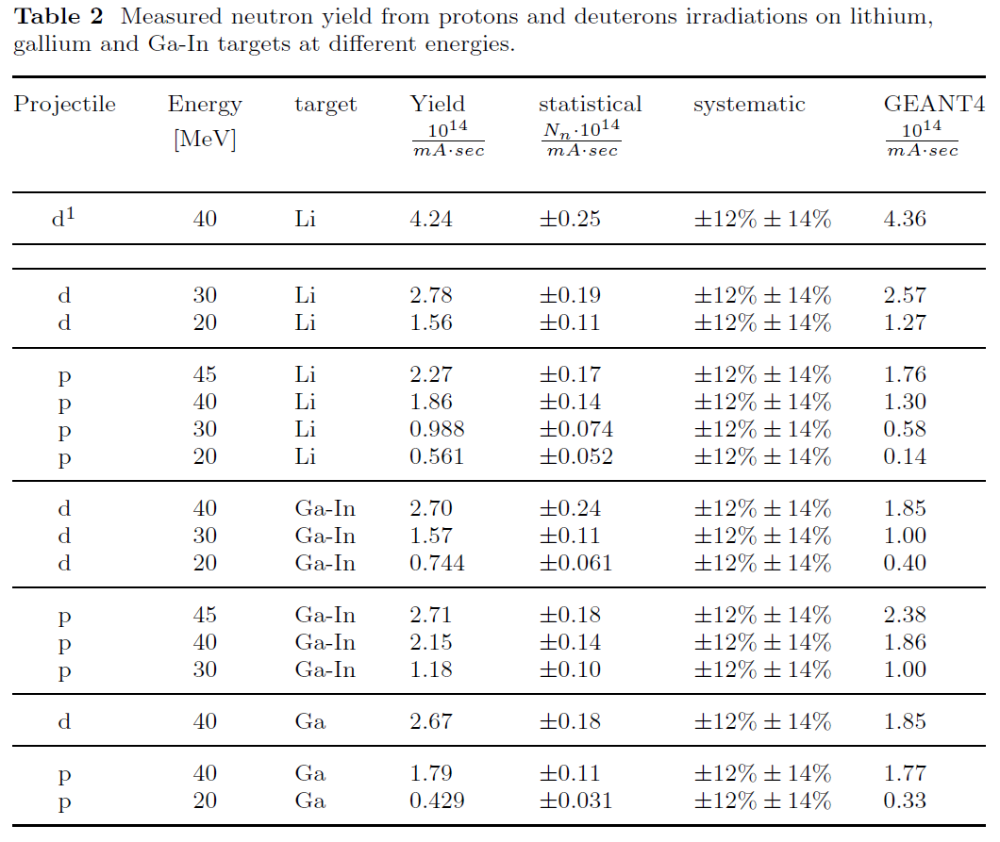 Table 2 Measured neutron yield from protons and deuterons irradiations on lithium,
gallium and Ga-In targets at different energies.
Projectile Energy target Yield statistical systematic GEANT4
[MeV] 10^14/mA·sec N_n·10^14/mA·sec 10^14/mA·sec
d^1 40 Li 4.24 ±0.25 ±12% ± 14% 4.36
d 30 Li 2.78 ±0.19 ±12% ± 14% 2.57
d 20 Li 1.56 ±0.11 ±12% ± 14% 1.27
p 45 Li 2.27 ±0.17 ±12% ± 14% 1.76
p 40 Li 1.86 ±0.14 ±12% ± 14% 1.30
p 30 Li 0.988 ±0.074 ±12% ± 14% 0.58
p 20 Li 0.561 ±0.052 ±12% ± 14% 0.14
d 40 Ga-In 2.70 ±0.24 ±12% ± 14% 1.85
d 30 Ga-In 1.57 ±0.11 ±12% ± 14% 1.00
d 20 Ga-In 0.744 ±0.061 ±12% ± 14% 0.40
p 45 Ga-In 2.71 ±0.18 ±12% ± 14% 2.38
p 40 Ga-In 2.15 ±0.14 ±12% ± 14% 1.86
p 30 Ga-In 1.18 ±0.10 ±12% ± 14% 1.00
d 40 Ga 2.67 ±0.18 ±12% ± 14% 1.85
p 40 Ga 1.79 ±0.11 ±12% ± 14% 1.77
p 20 Ga 0.429 ±0.031 ±12% ± 14% 0.33